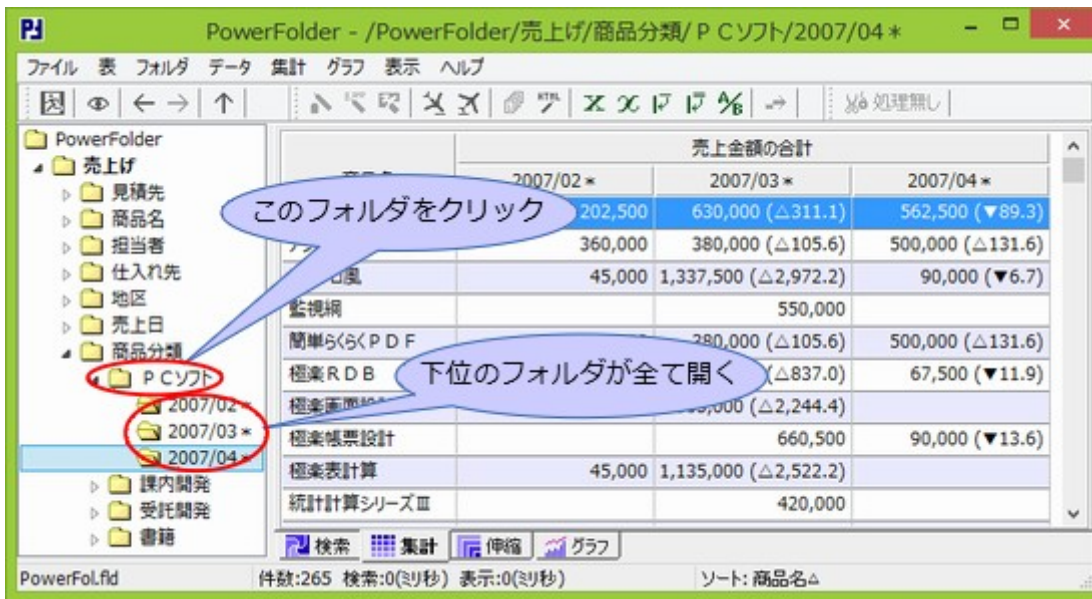 PowerFolder - /PowerFolder/売上げ/商品分類/ＰＣソフト/2007/04*
ファイル 表 フォルダ データ 集計 グラフ 表示 ヘルプ
HTML A/B 処理無し
PowerFolder
売上げ
見積先
商品名
担当者
仕入れ先
地区
売上日
商品分類
ＰＣソフト
2007/02*
2007/03*
2007/04*
課内開発
受託開発
書籍
このフォルダをクリック
下位のフォルダが全て開く
売上金額の合計
2007/02* 2007/03* 2007/04*
202,500 630,000 (△311.1) 562,500 (▼89.3)
360,000 380,000 (△105.6) 500,000 (△131.6)
45,000 1,337,500 (△2,972.2) 90,000 (▼6.7)
監視綱 550,000
簡単らくらくＰＤＦ 380,000 (△105.6) 500,000 (△131.6)
極楽ＲＤＢ (△837.0) 67,500 (▼11.9)
(△2,244.4)
極楽帳票設計 660,500 90,000 (▼13.6)
極楽表計算 45,000 1,135,000 (△2,522.2)
統計計算シリーズⅢ 420,000
検索 集計 伸縮 グラフ
PowerFol.fld 件数:265 検索:0(ミリ秒) 表示:0(ミリ秒) ソート: 商品名△